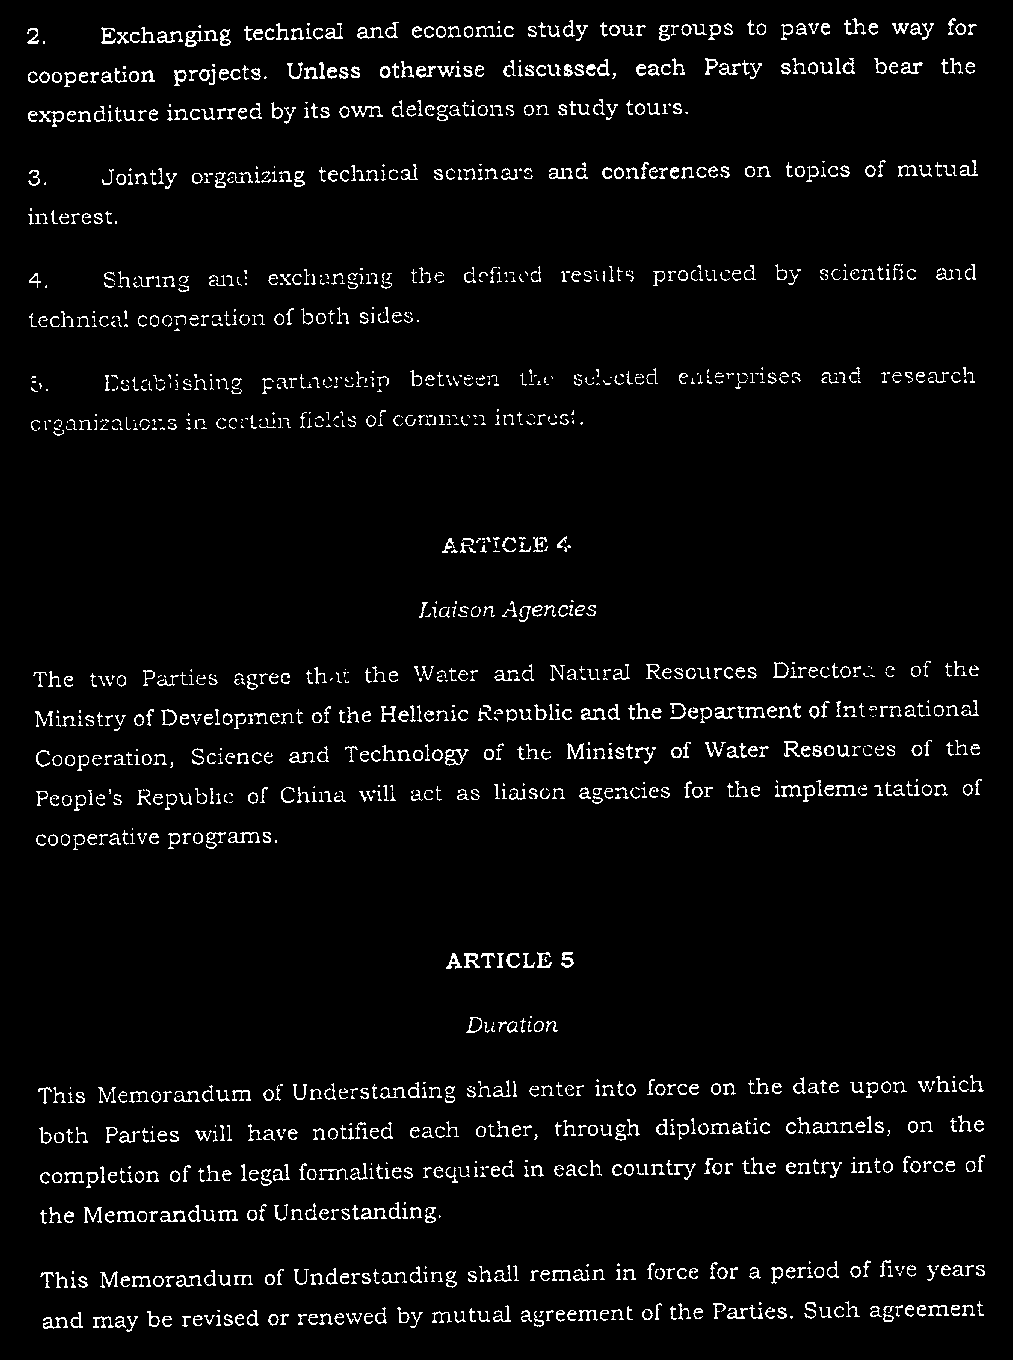 2. Exchanging technical and economic study tour groups to pave the way for
cooperation projects. Unless otherwise discussed, each Party should bear the
expenditure incurred by its own delegations on study tours.
3. Jointly organizing technical seminars and conferences on topics of mutual
interest.
4. Sharing and exchanging the defined results produced by scientific and
technical cooperation of both sides.
5. Establishing partnership between the selected enterprises and research
organizations in certain fields of common interest.
ARTICLE 4
Liaison Agencies
The two Parties agree that the Water and Natural Resources Directorate of the
Ministry of Development of the Hellenic Republic and the Department of International
Cooperation, Science and Technology of the Ministry of Water Resources of the
People's Republic of China will act as liaison agencies for the implementation of
cooperative programs.
ARTICLE 5
Duration
This Memorandum of Understanding shall enter into force on the date upon which
both Parties will have notified each other, through diplomatic channels, on the
completion of the legal formalities required in each country for the entry into force of
the Memorandum of Understanding.
This Memorandum of Understanding shall remain in force for a period of five years
and may be revised or renewed by mutual agreement of the Parties. Such agreement